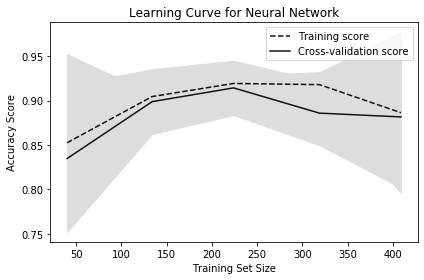 Learning Curve for Neural Network
Training score
Cross-validation score
Accuracy Score
0.95
0.90
0.85
0.80
0.75
50 100 150 200 250 300 350 400
Training Set Size